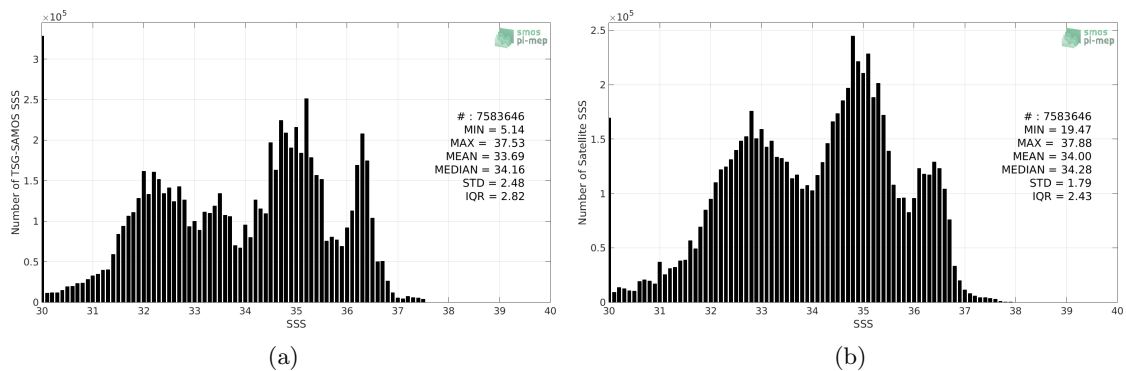 ×10⁵
3
2.5
2
1.5
1
0.5
0
30 31 32 33 34 35 36 37 38 39 40
SSS
Number of TSG-SAMOS SSS
smos
pi-mep
# : 7583646
MIN = 5.14
MAX = 37.53
MEAN = 33.69
MEDIAN = 34.16
STD = 2.48
IQR = 2.82
(a)
×10⁵
2.5
2
1.5
1
0.5
0
30 31 32 33 34 35 36 37 38 39 40
SSS
Number of Satellite SSS
smos
pi-mep
# : 7583646
MIN = 19.47
MAX = 37.88
MEAN = 34.00
MEDIAN = 34.28
STD = 1.79
IQR = 2.43
(b)